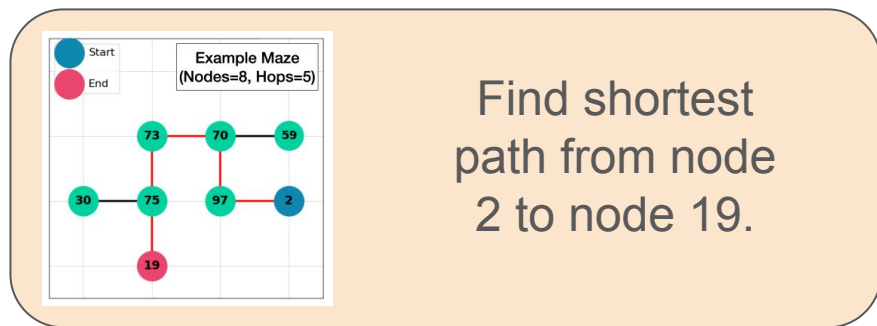 Start
End
Example Maze
(Nodes=8, Hops=5)
73
70
59
30
75
97
2
19
Find shortest
path from node
2 to node 19.